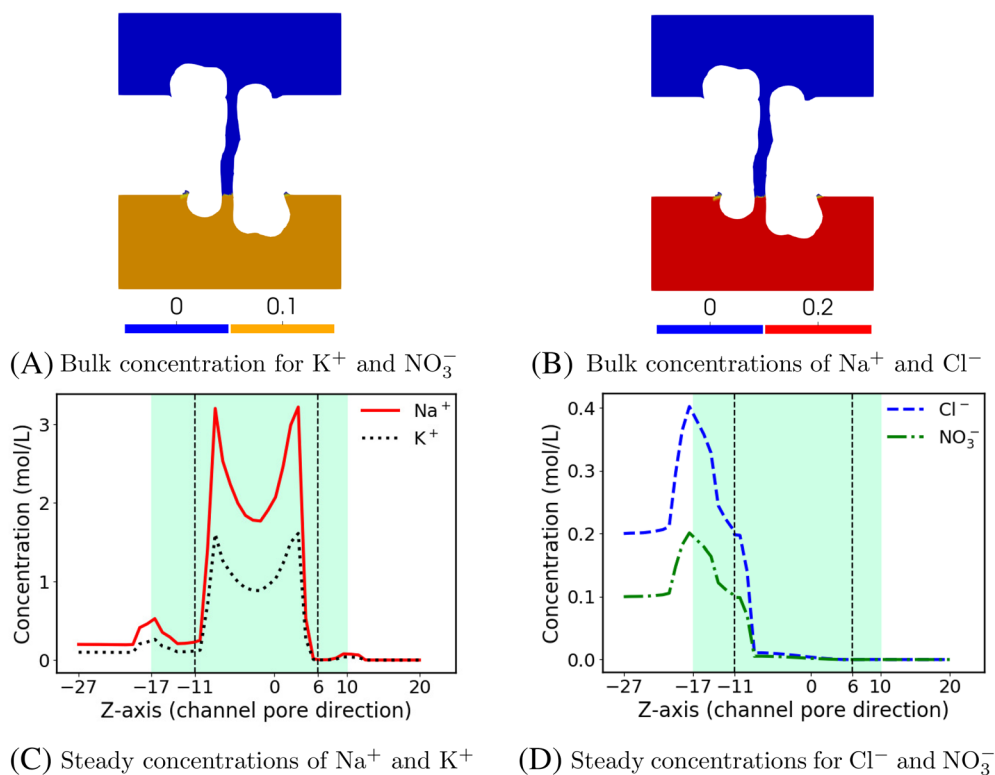 0 0.1
0 0.2
(A) Bulk concentration for K⁺ and NO₃⁻
(B) Bulk concentrations of Na⁺ and Cl⁻
Concentration (mol/L)
3
2
1
0
Na⁺
K⁺
−27 −17 −11 0 6 10 20
Z-axis (channel pore direction)
Concentration (mol/L)
0.4
0.3
0.2
0.1
0.0
Cl⁻
NO₃⁻
−27 −17 −11 0 6 10 20
Z-axis (channel pore direction)
(C) Steady concentrations of Na⁺ and K⁺
(D) Steady concentrations for Cl⁻ and NO₃⁻